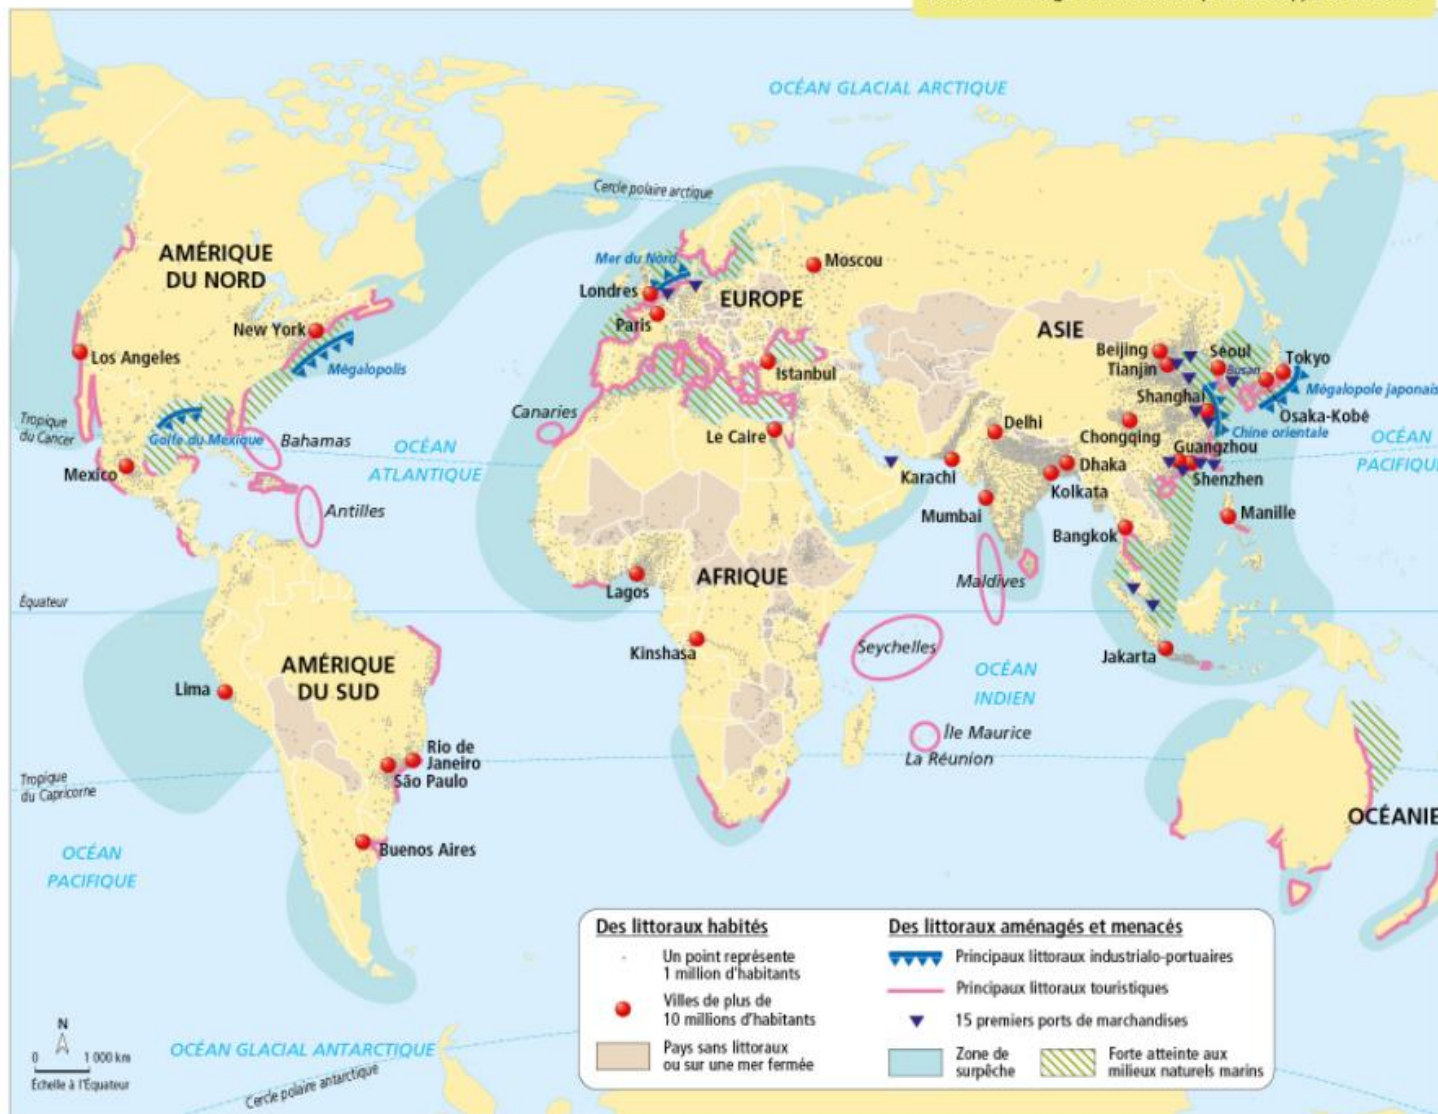 OCÉAN GLACIAL ARCTIQUE
Cercle polaire arctique
AMÉRIQUE
DU NORD
Mer du Nord
Moscou
Londres
EUROPE
Paris
ASIE
New York
Los Angeles
Mégalopolis
Istanbul
Beijing
Tianjin
Séoul
Busan
Tokyo
Mégalopole japonais
Shanghai
Osaka-Kobé
Canaries
Tropique
du Cancer
Golfe du Mexique
Bahamas
OCÉAN
ATLANTIQUE
Le Caire
Delhi
Chongqing
Chine orientale
Guangzhou
OCÉAN
PACIFIQUE
Mexico
Karachi
Dhaka
Shenzhen
Kolkata
Antilles
Mumbai
Manille
Bangkok
AFRIQUE
Maldives
Lagos
Équateur
Kinshasa
Seychelles
Jakarta
AMÉRIQUE
DU SUD
OCÉAN
INDIEN
Lima
Île Maurice
La Réunion
Rio de
Janeiro
São Paulo
Tropique
du Capricorne
OCÉANIE
Buenos Aires
OCÉAN
PACIFIQUE
Des littoraux habités
Un point représente
1 million d'habitants
Villes de plus de
10 millions d'habitants
Pays sans littoraux
ou sur une mer fermée
Des littoraux aménagés et menacés
Principaux littoraux industrialo-portuaires
Principaux littoraux touristiques
15 premiers ports de marchandises
Zone de
surpêche
Forte atteinte aux
milieux naturels marins
N
0 1 000 km
Échelle à l'Équateur
OCÉAN GLACIAL ANTARCTIQUE
Cercle polaire antarctique